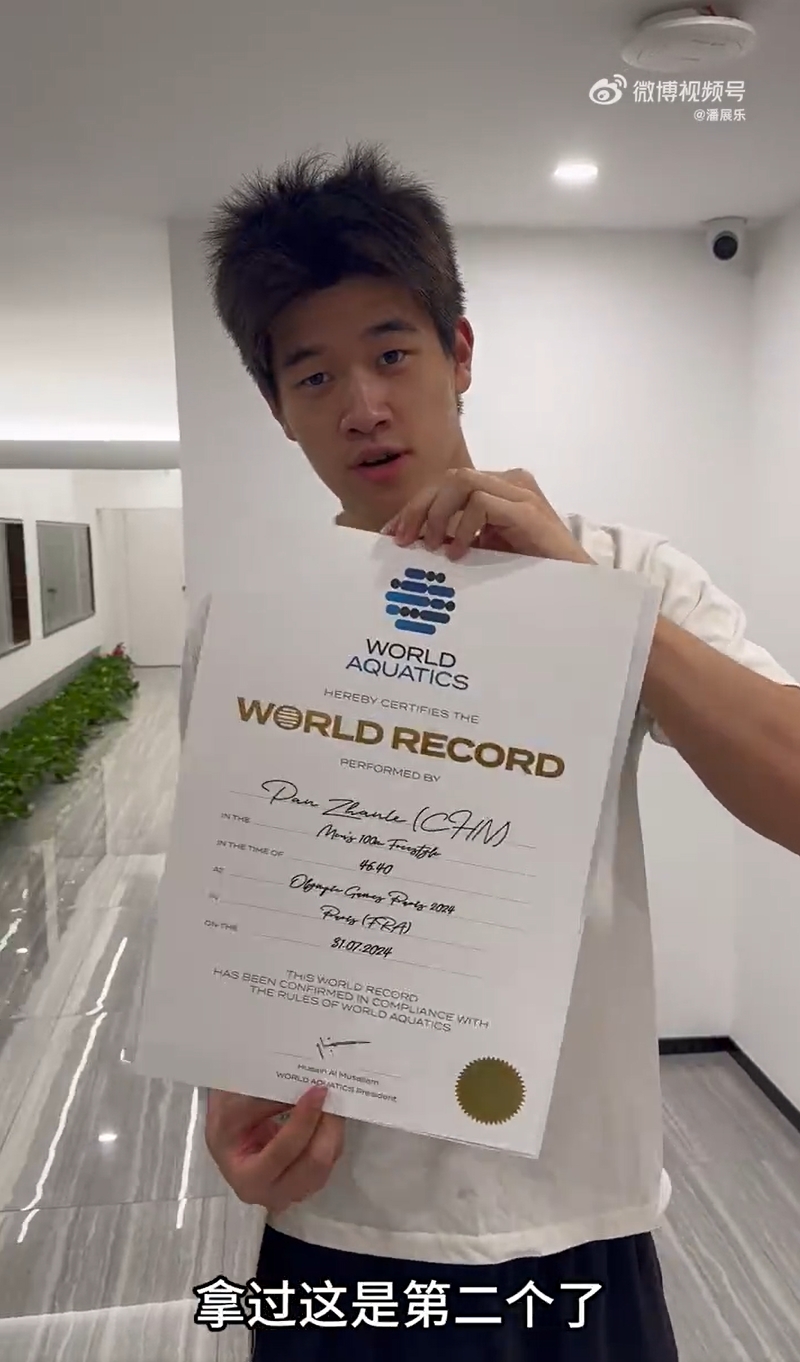 微博视频号
@潘展乐
WORLD
AQUATICS
HEREBY CERTIFIES THE
WORLD RECORD
PERFORMED BY
Pan Zhanle (CHN)
IN THE Men's 100m Freestyle
IN THE TIME OF 46.40
AT Olympic Games Paris 2024
IN Paris (FRA)
ON THE 31.07.2024
THIS WORLD RECORD
HAS BEEN CONFIRMED IN COMPLIANCE WITH
THE RULES OF WORLD AQUATICS
Husain Al Musallam
WORLD AQUATICS President
拿过这是第二个了